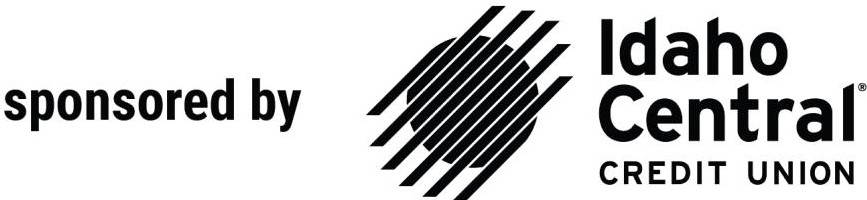 sponsored by
Idaho
Central®
CREDIT UNION